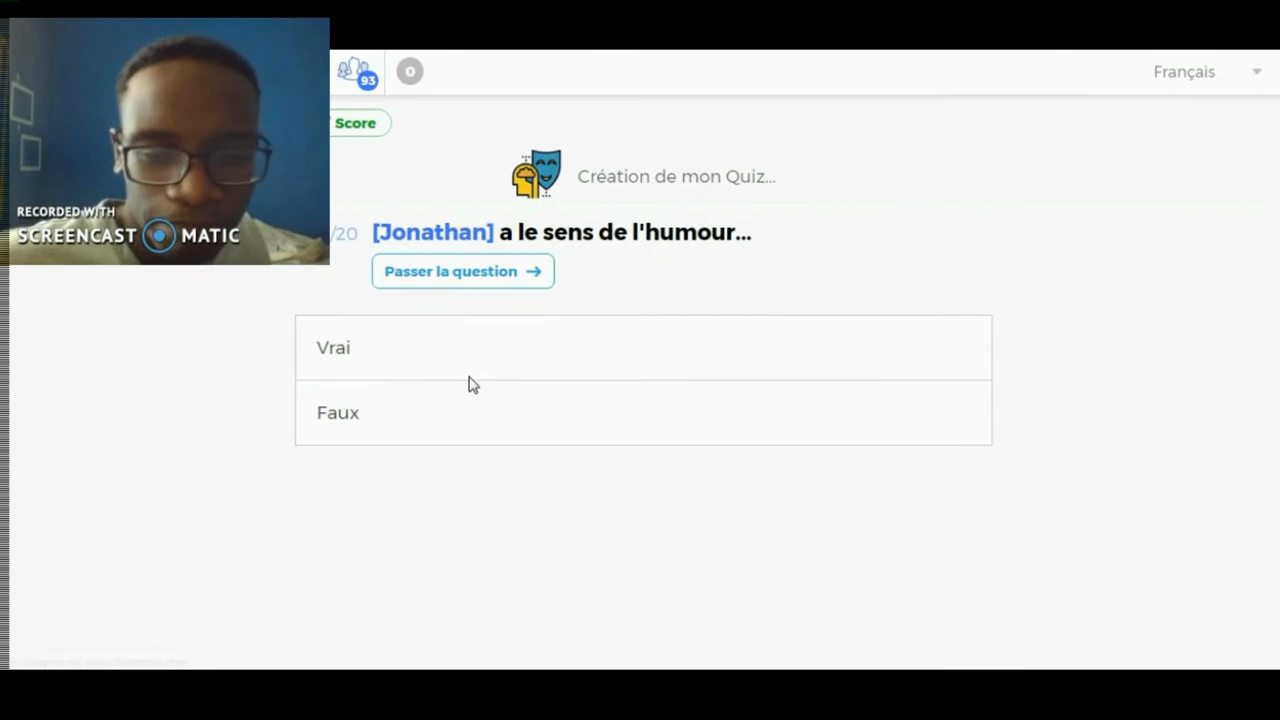 93
0
Français
Score
Création de mon Quiz...
/20 [Jonathan] a le sens de l'humour...
Passer la question →
Vrai
Faux
RECORDED WITH
SCREENCAST MATIC